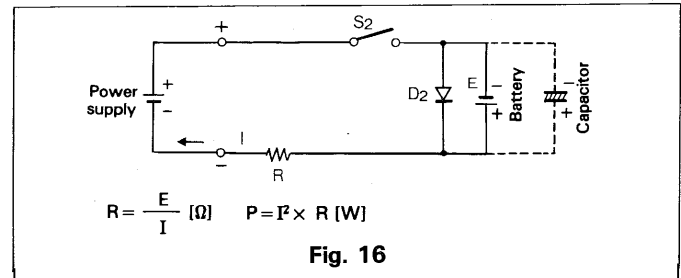 +
S2
+
Power
supply
-
D2
E
-
+
Battery
-
+
Capacitor
I
-
R
R = E/I [Ω] P = I² × R [W]
Fig. 16